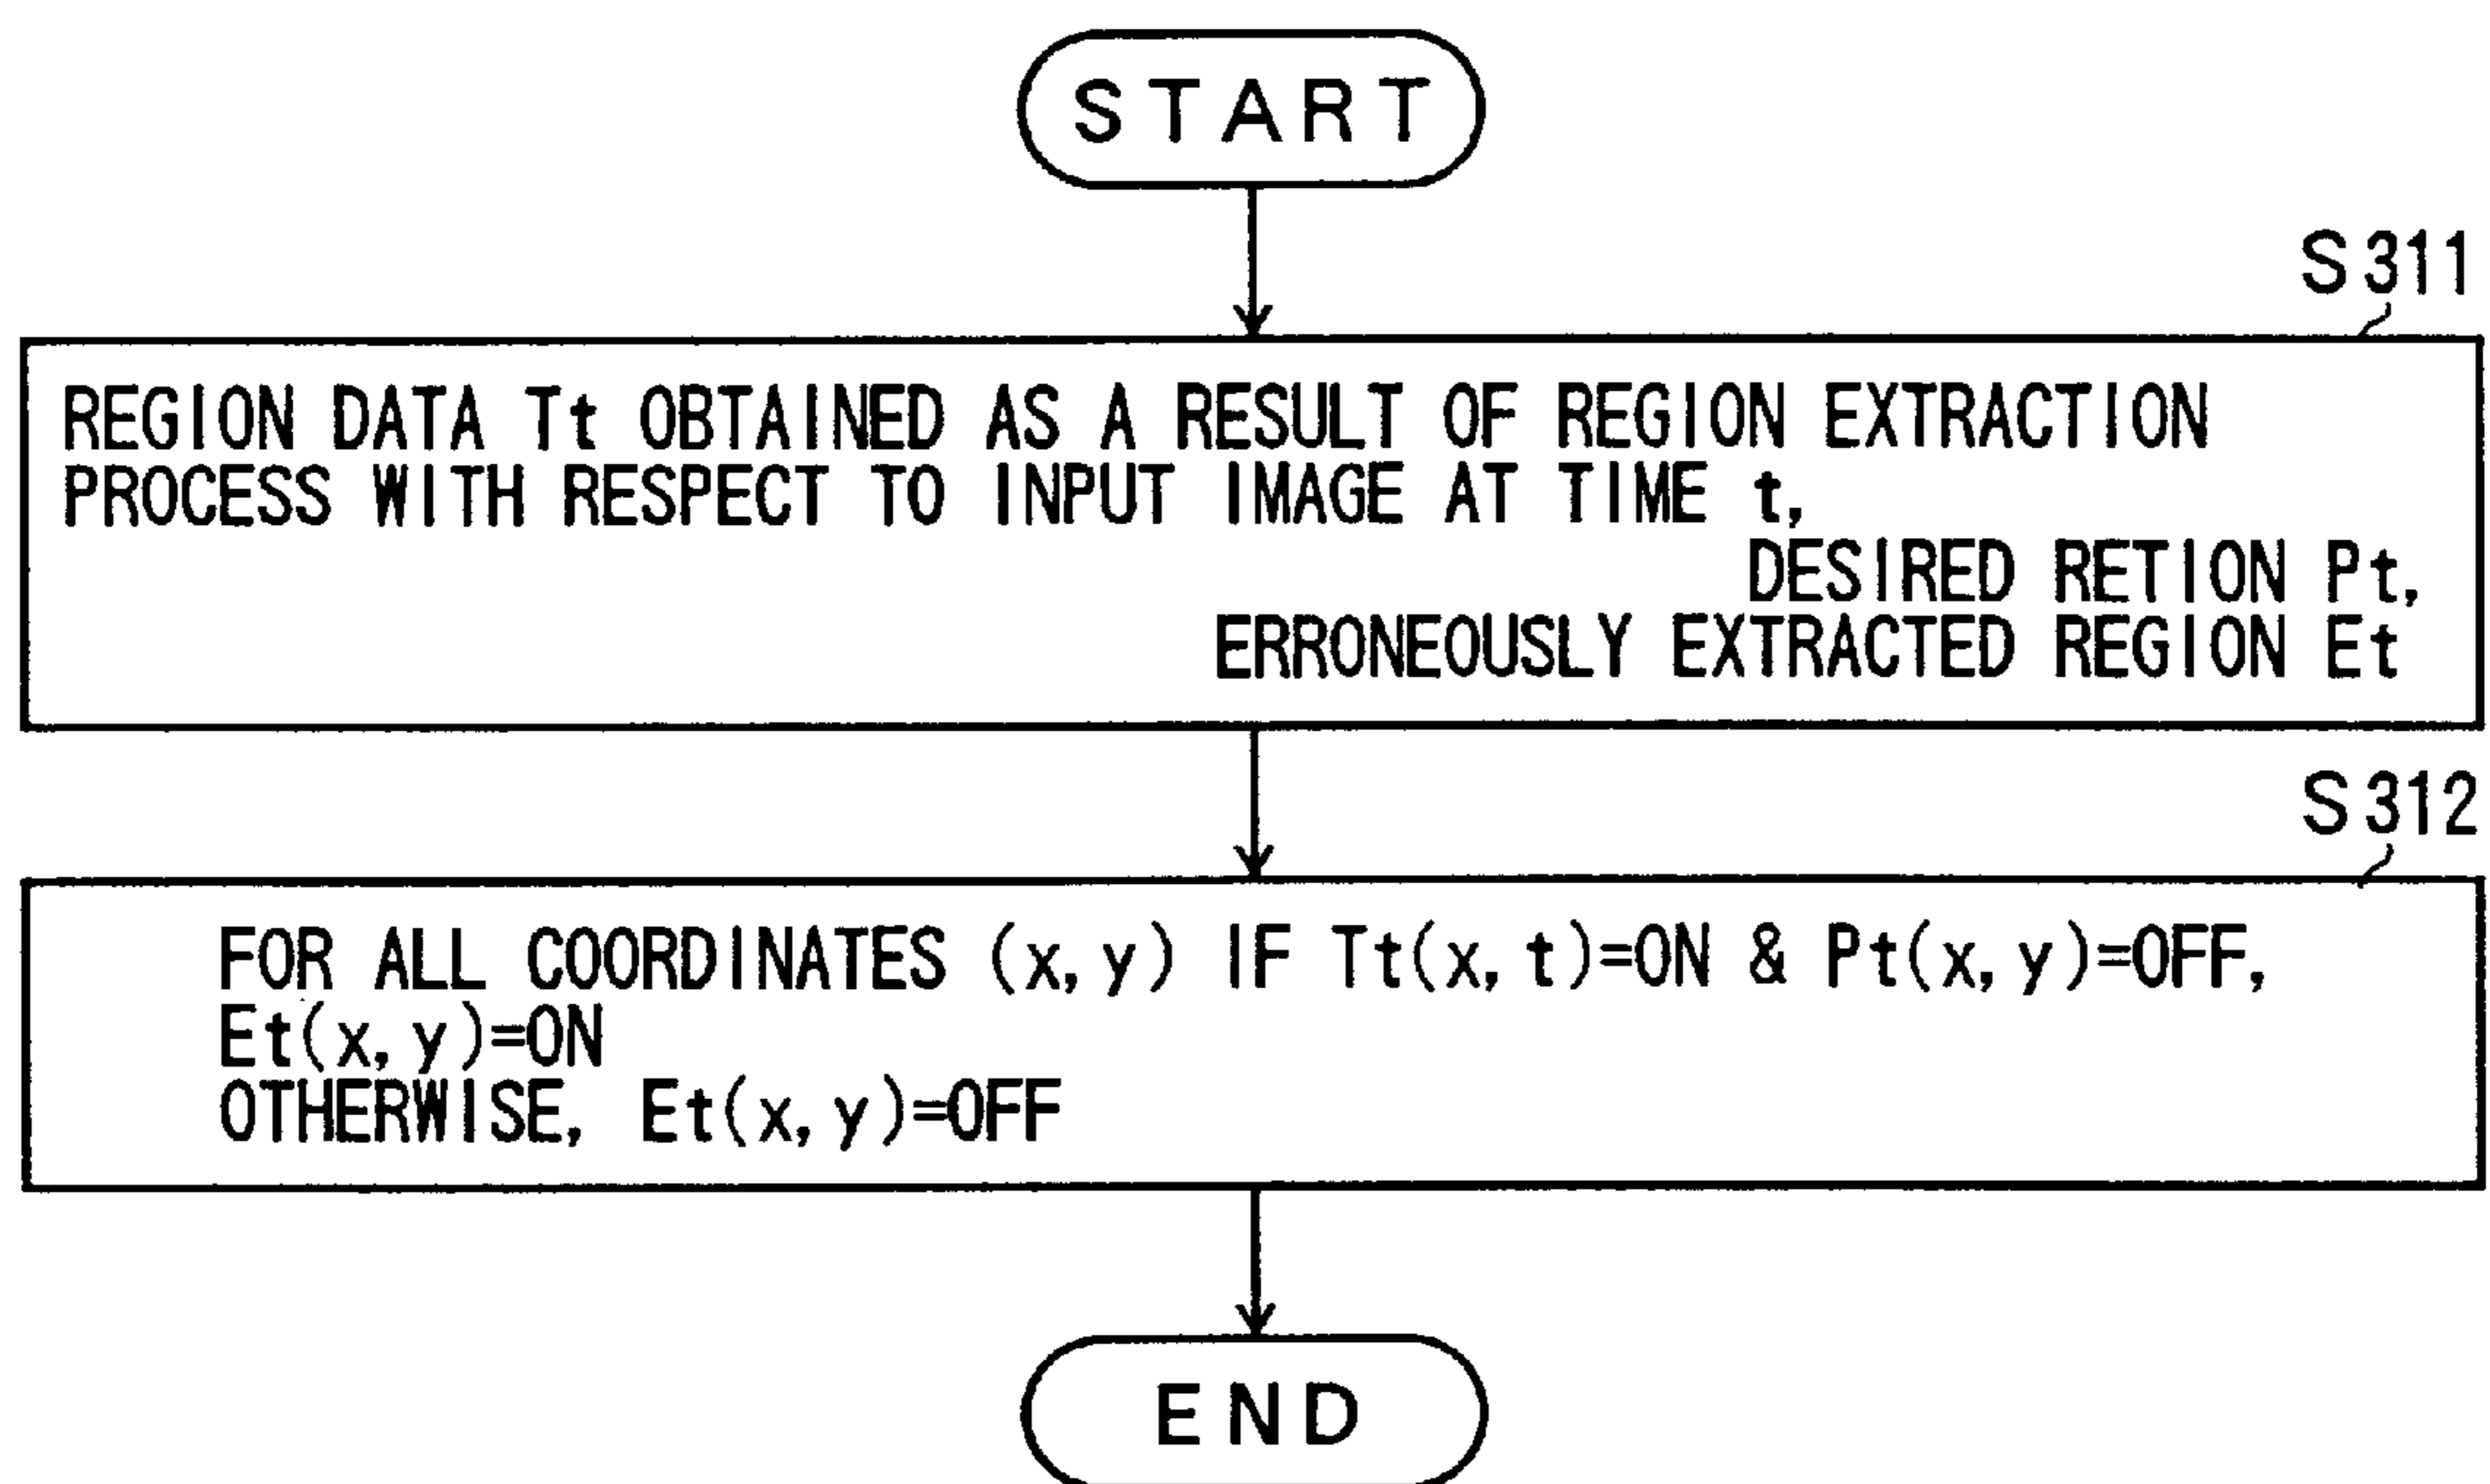 START
S311
REGION DATA Tt OBTAINED AS A RESULT OF REGION EXTRACTION
PROCESS WITH RESPECT TO INPUT IMAGE AT TIME t,
DESIRED RETION Pt,
ERRONEOUSLY EXTRACTED REGION Et
S312
FOR ALL COORDINATES (x, y) IF Tt(x, t)=ON & Pt(x, y)=OFF,
Et(x, y)=ON
OTHERWISE, Et(x, y)=OFF
END